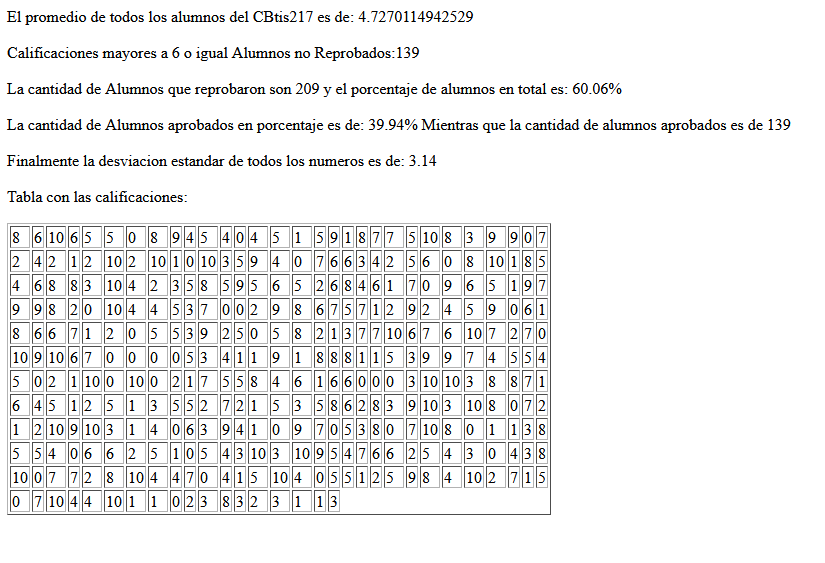 El promedio de todos los alumnos del CBtis217 es de: 4.7270114942529
Calificaciones mayores a 6 o igual Alumnos no Reprobados:139
La cantidad de Alumnos que reprobaron son 209 y el porcentaje de alumnos en total es: 60.06%
La cantidad de Alumnos aprobados en porcentaje es de: 39.94% Mientras que la cantidad de alumnos aprobados es de 139
Finalmente la desviacion estandar de todos los numeros es de: 3.14
Tabla con las calificaciones:
8 6 10 6 5 5 0 8 9 4 5 4 0 4 5 1 5 9 1 8 7 7 5 10 8 3 9 9 0 7
2 4 2 1 2 10 2 10 1 0 10 3 5 9 4 0 7 6 6 3 4 2 5 6 0 8 10 1 8 5
4 6 8 8 3 10 4 2 3 5 8 5 9 5 6 5 2 6 8 4 6 1 7 0 9 6 5 1 9 7
9 9 8 2 0 10 4 4 5 3 7 0 0 2 9 8 6 7 5 7 1 2 9 2 4 5 9 0 6 1
8 6 6 7 1 2 0 5 5 3 9 2 5 0 5 8 2 1 3 7 7 10 6 7 6 10 7 2 7 0
10 9 10 6 7 0 0 0 0 5 3 4 1 1 9 1 8 8 8 1 1 5 3 9 9 7 4 5 5 4
5 0 2 1 10 0 10 0 2 1 7 5 5 8 4 6 1 6 6 0 0 0 3 10 10 3 8 8 7 1
6 4 5 1 2 5 1 3 5 5 2 7 2 1 5 3 5 8 6 2 8 3 9 10 3 10 8 0 7 2
1 2 10 9 10 3 1 4 0 6 3 9 4 1 0 9 7 0 5 3 8 0 7 10 8 0 1 1 3 8
5 5 4 0 6 6 2 5 1 0 5 4 3 10 3 10 9 5 4 7 6 6 2 5 4 3 0 4 3 8
10 0 7 7 2 8 10 4 4 7 0 4 1 5 10 4 0 5 5 1 2 5 9 8 4 10 2 7 1 5
0 7 10 4 4 10 1 1 0 2 3 8 3 2 3 1 1 3